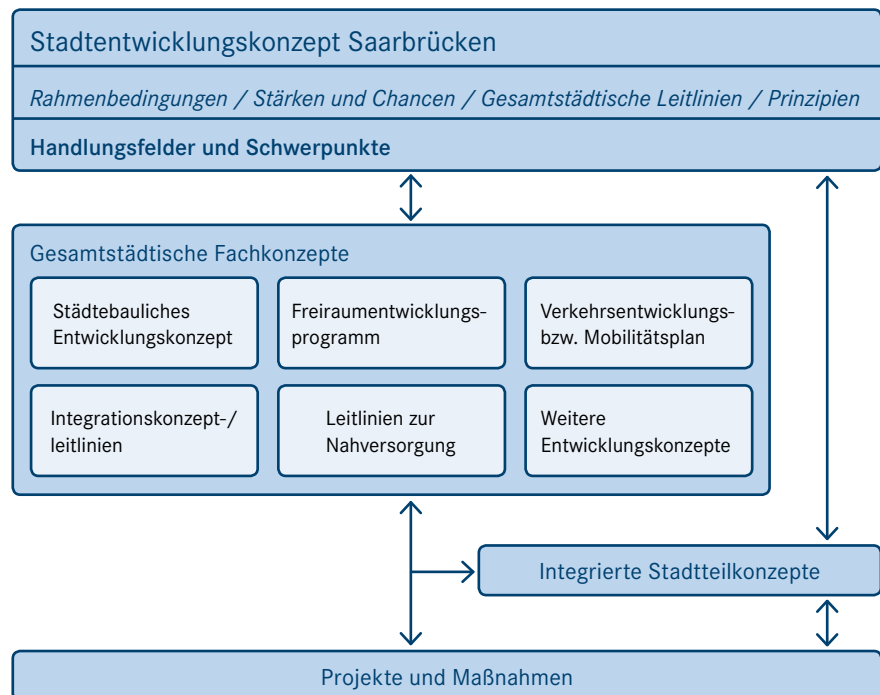 Stadtentwicklungskonzept Saarbrücken
Rahmenbedingungen / Stärken und Chancen / Gesamtstädtische Leitlinien / Prinzipien
Handlungsfelder und Schwerpunkte
Gesamtstädtische Fachkonzepte
Städtebauliches
Entwicklungskonzept
Freiraumentwicklungs-
programm
Verkehrsentwicklungs-
bzw. Mobilitätsplan
Integrationskonzept-/
leitlinien
Leitlinien zur
Nahversorgung
Weitere
Entwicklungskonzepte
Integrierte Stadtteilkonzepte
Projekte und Maßnahmen